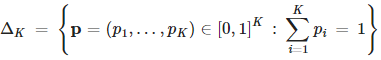 Δ_K = { p = (p_1, …, p_K) ∈ [0, 1]^K : ∑_{i=1}^{K} p_i = 1 }